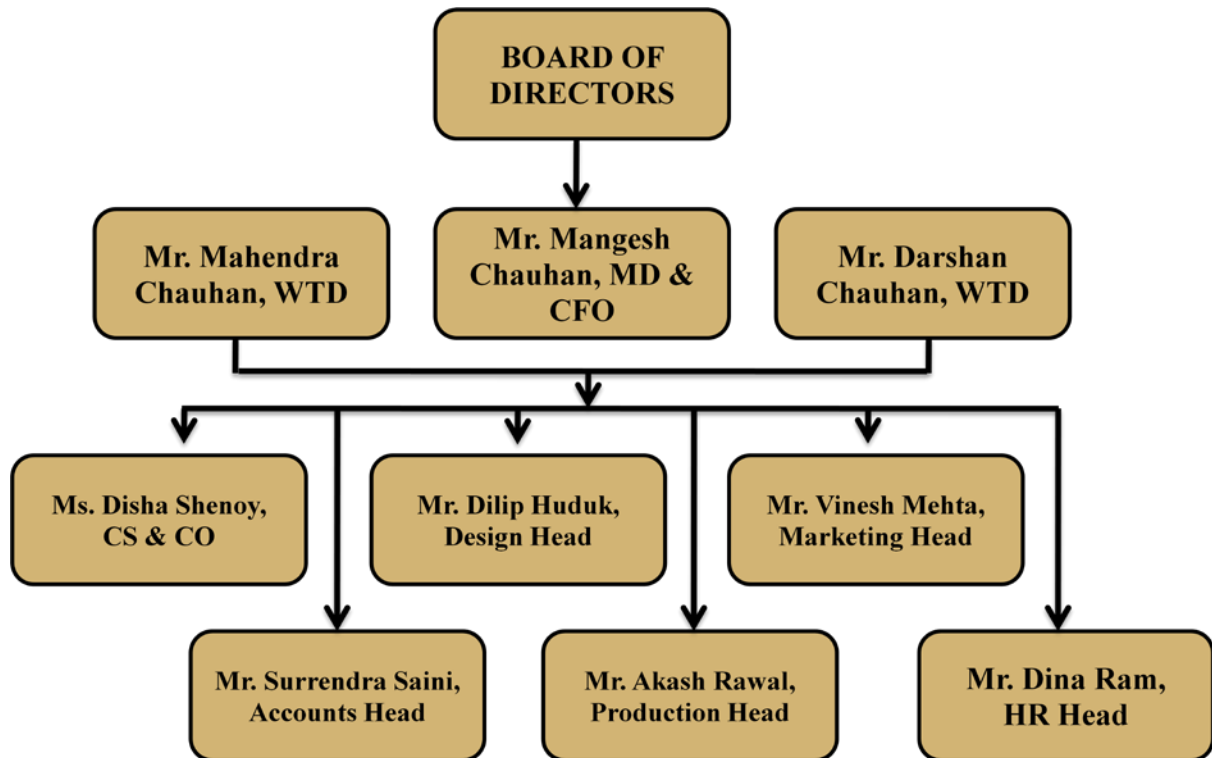 BOARD OF
DIRECTORS
Mr. Mahendra
Chauhan, WTD
Mr. Mangesh
Chauhan, MD &
CFO
Mr. Darshan
Chauhan, WTD
Ms. Disha Shenoy,
CS & CO
Mr. Dilip Huduk,
Design Head
Mr. Vinesh Mehta,
Marketing Head
Mr. Surrendra Saini,
Accounts Head
Mr. Akash Rawal,
Production Head
Mr. Dina Ram,
HR Head